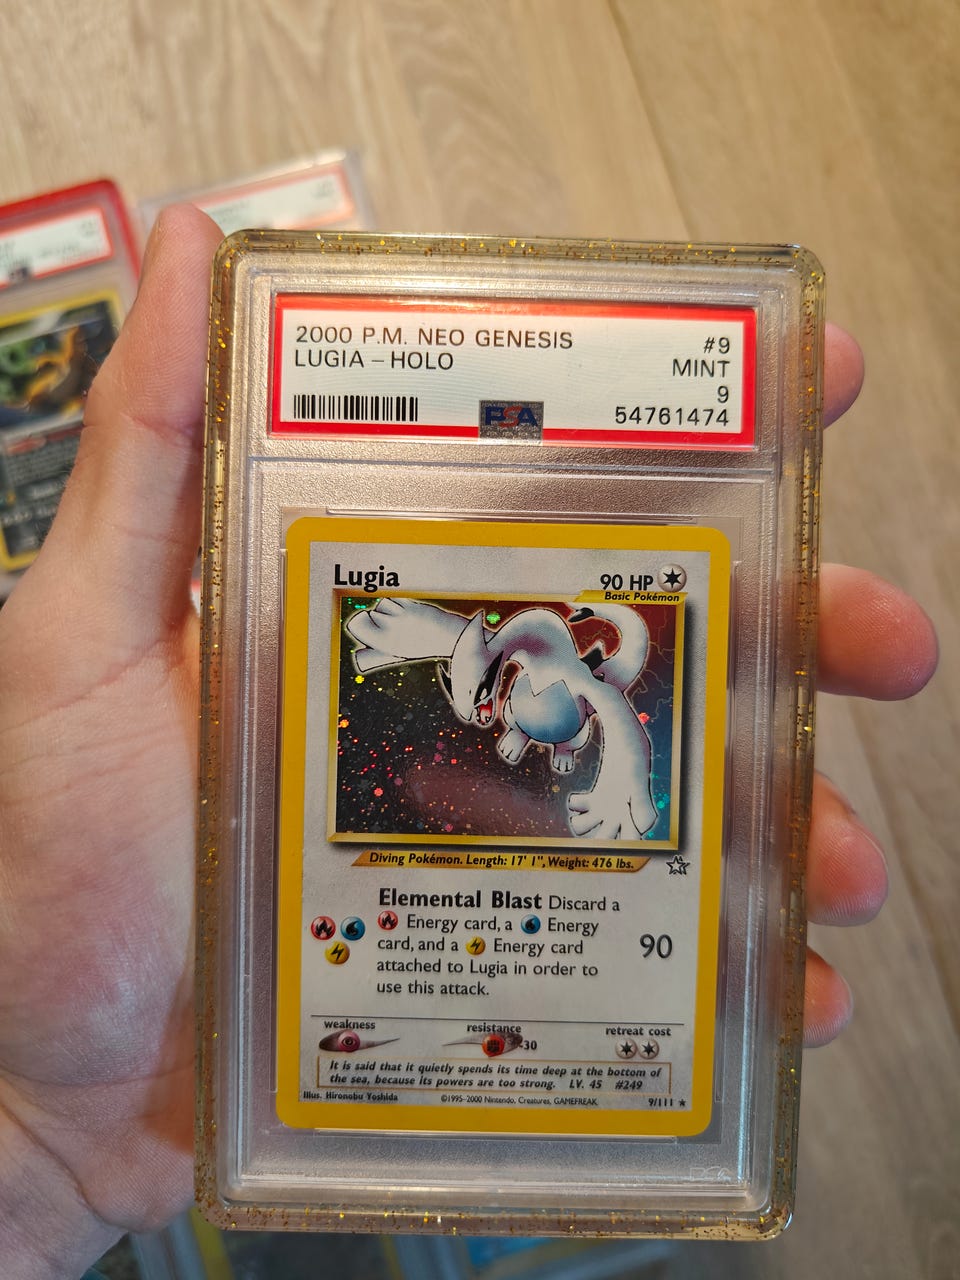 2000 P.M. NEO GENESIS #9
LUGIA - HOLO MINT
9
PSA 54761474
Lugia 90 HP
Basic Pokémon
Diving Pokémon. Length: 17' 1", Weight: 476 lbs.
Elemental Blast Discard a
Energy card, a Energy
card, and a Energy card
attached to Lugia in order to
use this attack.
90
weakness resistance retreat cost
-30
It is said that it quietly spends its time deep at the bottom of
the sea, because its powers are too strong. LV. 45 #249
Illus. Hironobu Yoshida ©1995-2000 Nintendo, Creatures, GAMEFREAK. 9/111 ★
PSA